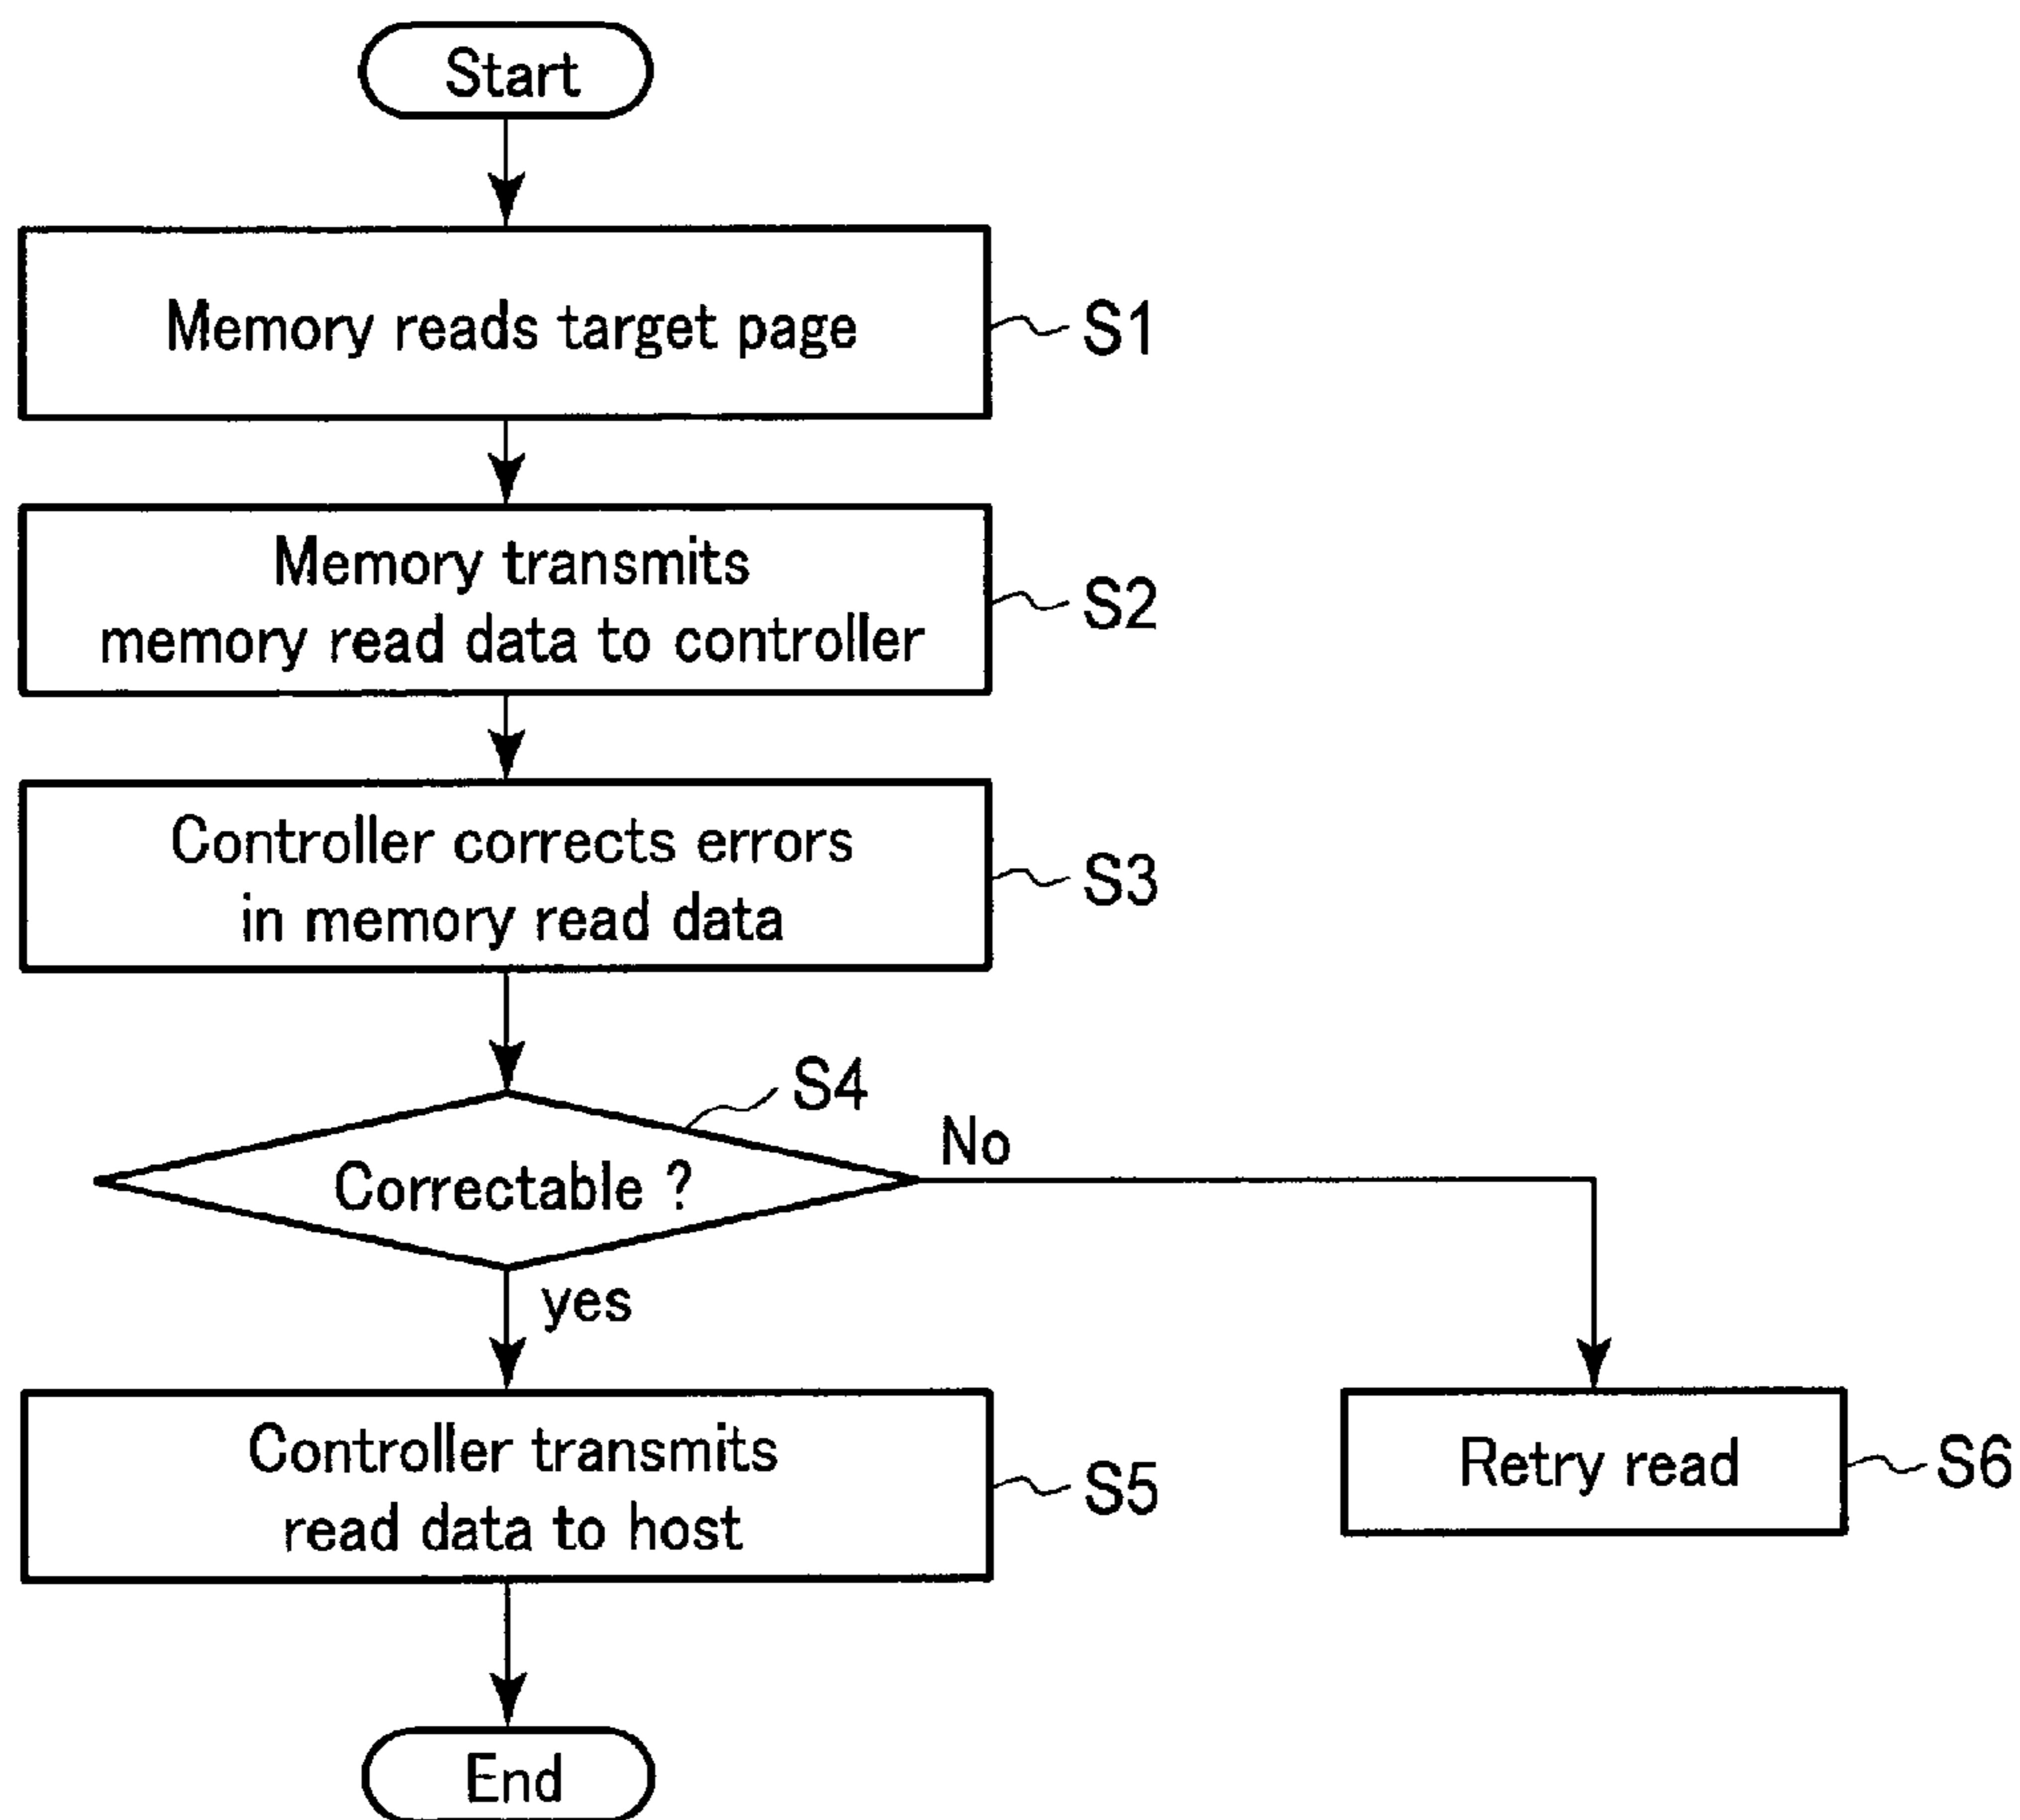 Start
Memory reads target page
S1
Memory transmits
memory read data to controller
S2
Controller corrects errors
in memory read data
S3
S4
Correctable ?
No
yes
Controller transmits
read data to host
S5
Retry read
S6
End